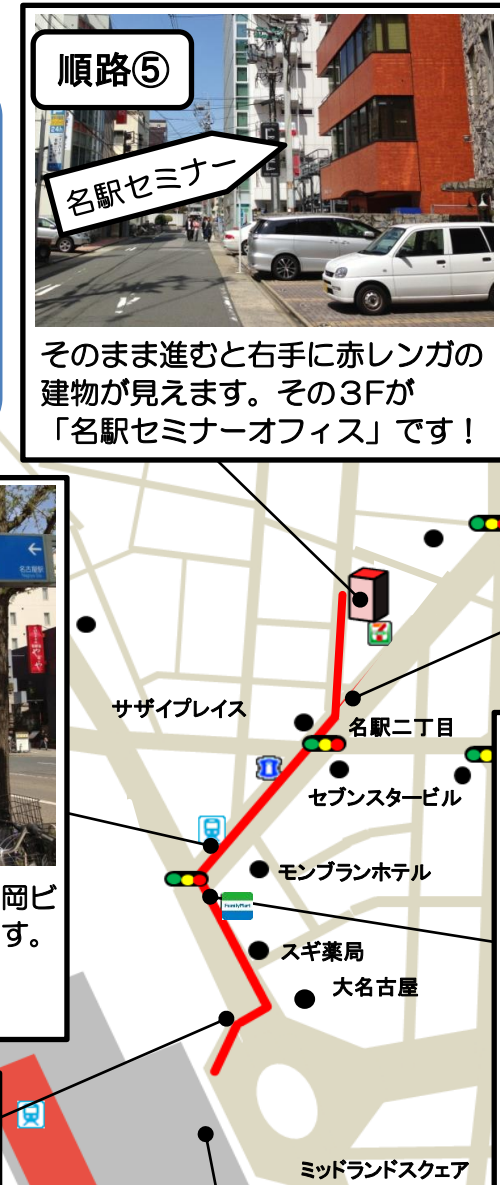 順路⑤
名駅セミナー
そのまま進むと右手に赤レンガの
建物が見えます。その3Fが
「名駅セミナーオフィス」です!
名古屋駅
岡ビ
す。
サザイプレイス
名駅二丁目
セブンスタービル
モンブランホテル
FamilyMart
スギ薬局
大名古屋
ミッドランドスクェア